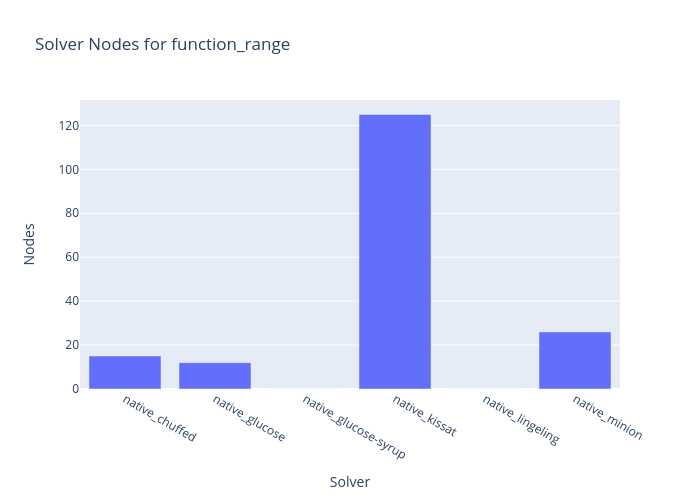 Solver Nodes for function_range
Nodes
120
100
80
60
40
20
0
native_chuffed
native_glucose
native_glucose-syrup
native_kissat
native_lingeling
native_minion
Solver